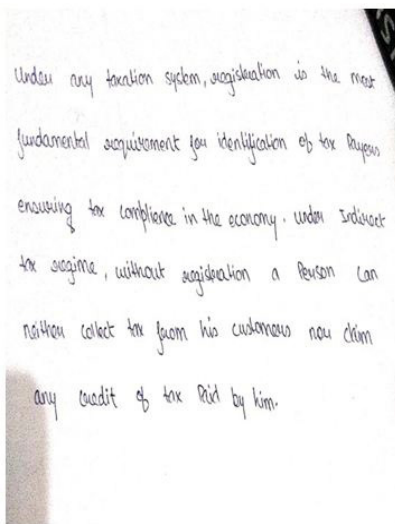 Under any taxation system, registration is the most
fundamental requirement for identification of tax Payers
ensuring tax complience in the economy. under Indirect
tax regime, without registration a Person can
neither collect tax from his customers nor claim
any credit of tax Paid by him.